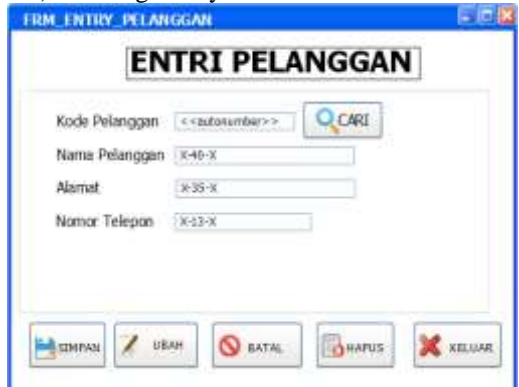 FRM_ENTRY_PELANGGAN
ENTRI PELANGGAN
Kode Pelanggan <<autonumber>> CARI
Nama Pelanggan X-40-X
Alamat X-35-X
Nomor Telepon X-13-X
SIMPAN UBAH BATAL HAPUS KELUAR